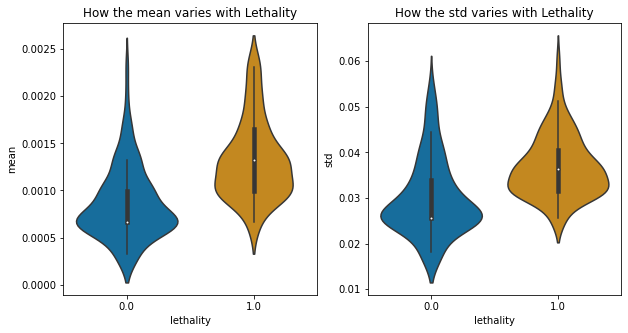 How the mean varies with Lethality
mean
0.0025
0.0020
0.0015
0.0010
0.0005
0.0000
0.0
1.0
lethality
How the std varies with Lethality
std
0.06
0.05
0.04
0.03
0.02
0.01
0.0
1.0
lethality